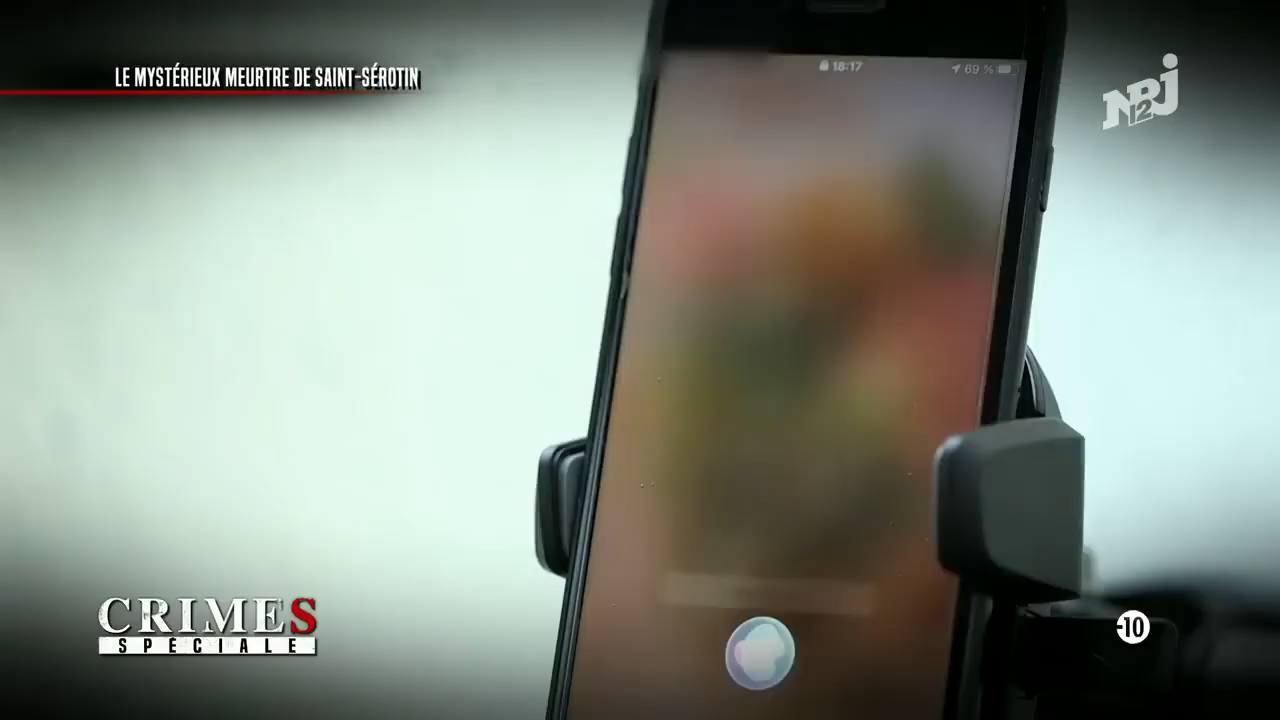 LE MYSTÉRIEUX MEURTRE DE SAINT-SÉROTIN
NRJ
12
18:17
69 %
CRIMES
SPÉCIALE
-10